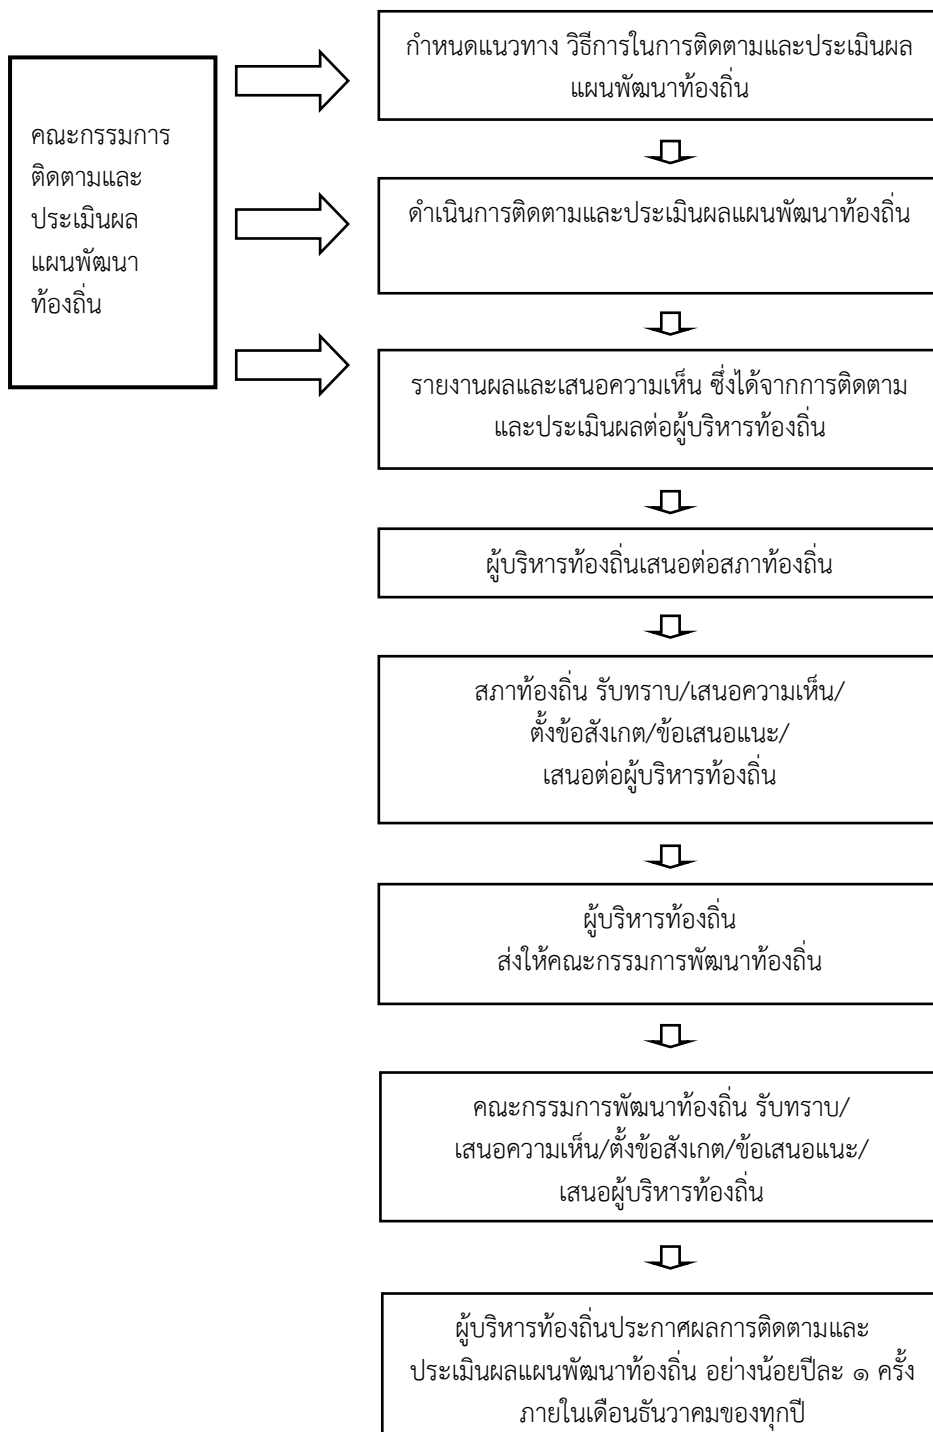 คณะกรรมการ
ติดตามและ
ประเมินผล
แผนพัฒนา
ท้องถิ่น
กำหนดแนวทาง วิธีการในการติดตามและประเมินผล
แผนพัฒนาท้องถิ่น
ดำเนินการติดตามและประเมินผลแผนพัฒนาท้องถิ่น
รายงานผลและเสนอความเห็น ซึ่งได้จากการติดตาม
และประเมินผลต่อผู้บริหารท้องถิ่น
ผู้บริหารท้องถิ่นเสนอต่อสภาท้องถิ่น
สภาท้องถิ่น รับทราบ/เสนอความเห็น/
ตั้งข้อสังเกต/ข้อเสนอแนะ/
เสนอต่อผู้บริหารท้องถิ่น
ผู้บริหารท้องถิ่น
ส่งให้คณะกรรมการพัฒนาท้องถิ่น
คณะกรรมการพัฒนาท้องถิ่น รับทราบ/
เสนอความเห็น/ตั้งข้อสังเกต/ข้อเสนอแนะ/
เสนอผู้บริหารท้องถิ่น
ผู้บริหารท้องถิ่นประกาศผลการติดตามและ
ประเมินผลแผนพัฒนาท้องถิ่น อย่างน้อยปีละ ๑ ครั้ง
ภายในเดือนธันวาคมของทุกปี